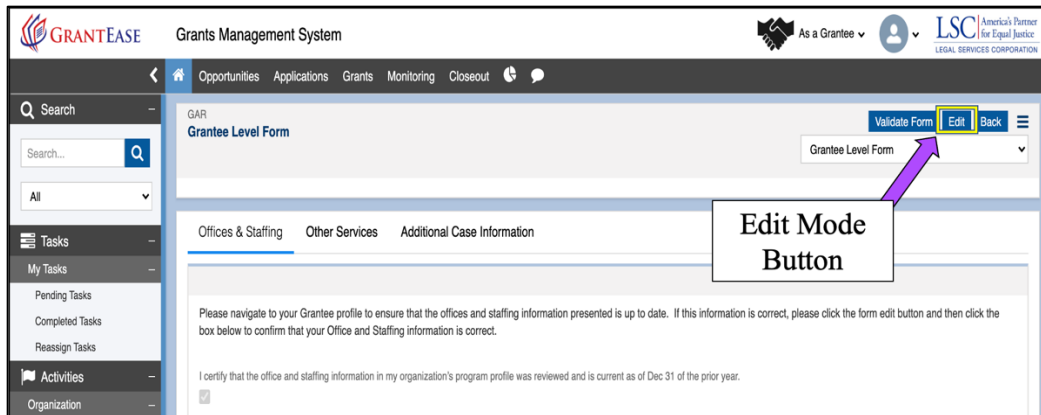 GRANTEASE
Grants Management System
As a Grantee
LSC America's Partner
for Equal Justice
LEGAL SERVICES CORPORATION
Opportunities Applications Grants Monitoring Closeout
Search
GAR
Grantee Level Form
Validate Form Edit Back
Search...
Grantee Level Form
All
Edit Mode
Button
Tasks
Offices & Staffing Other Services Additional Case Information
My Tasks
Pending Tasks
Completed Tasks
Reassign Tasks
Please navigate to your Grantee profile to ensure that the offices and staffing information presented is up to date. If this information is correct, please click the form edit button and then click the
box below to confirm that your Office and Staffing information is correct.
Activities
I certify that the office and staffing information in my organization's program profile was reviewed and is current as of Dec 31 of the prior year.
Organization